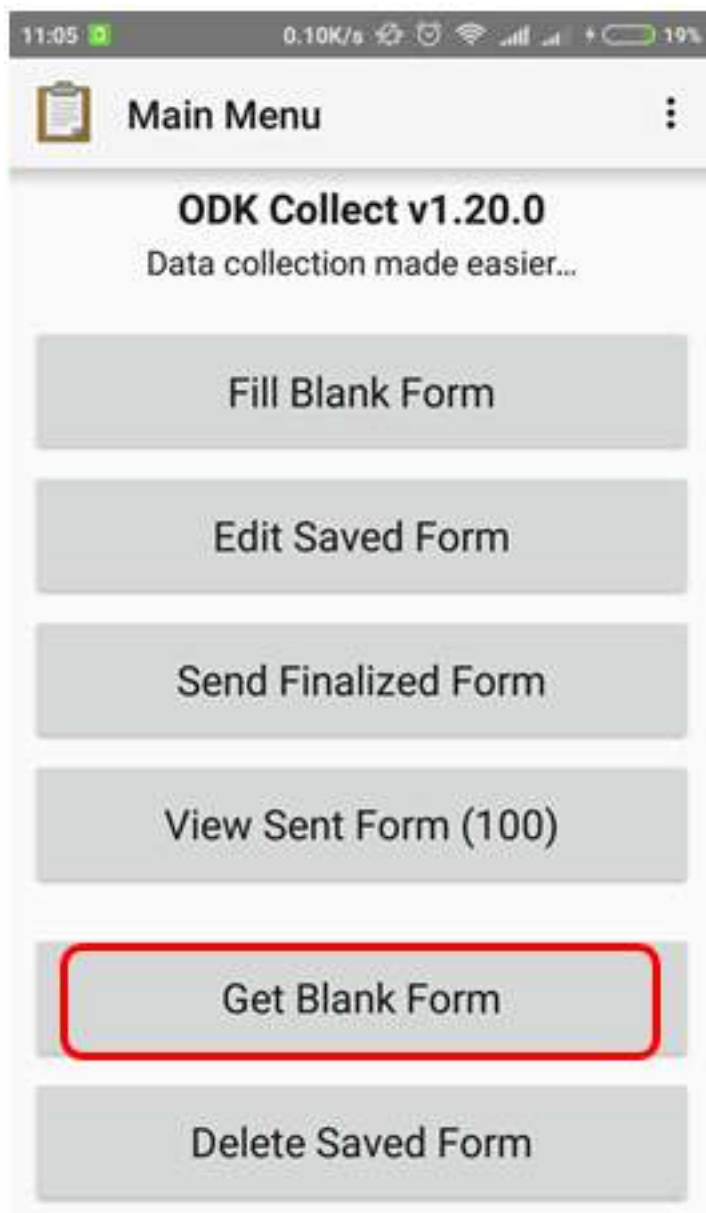 11:05 0.10K/s 19%
Main Menu
ODK Collect v1.20.0
Data collection made easier...
Fill Blank Form
Edit Saved Form
Send Finalized Form
View Sent Form (100)
Get Blank Form
Delete Saved Form